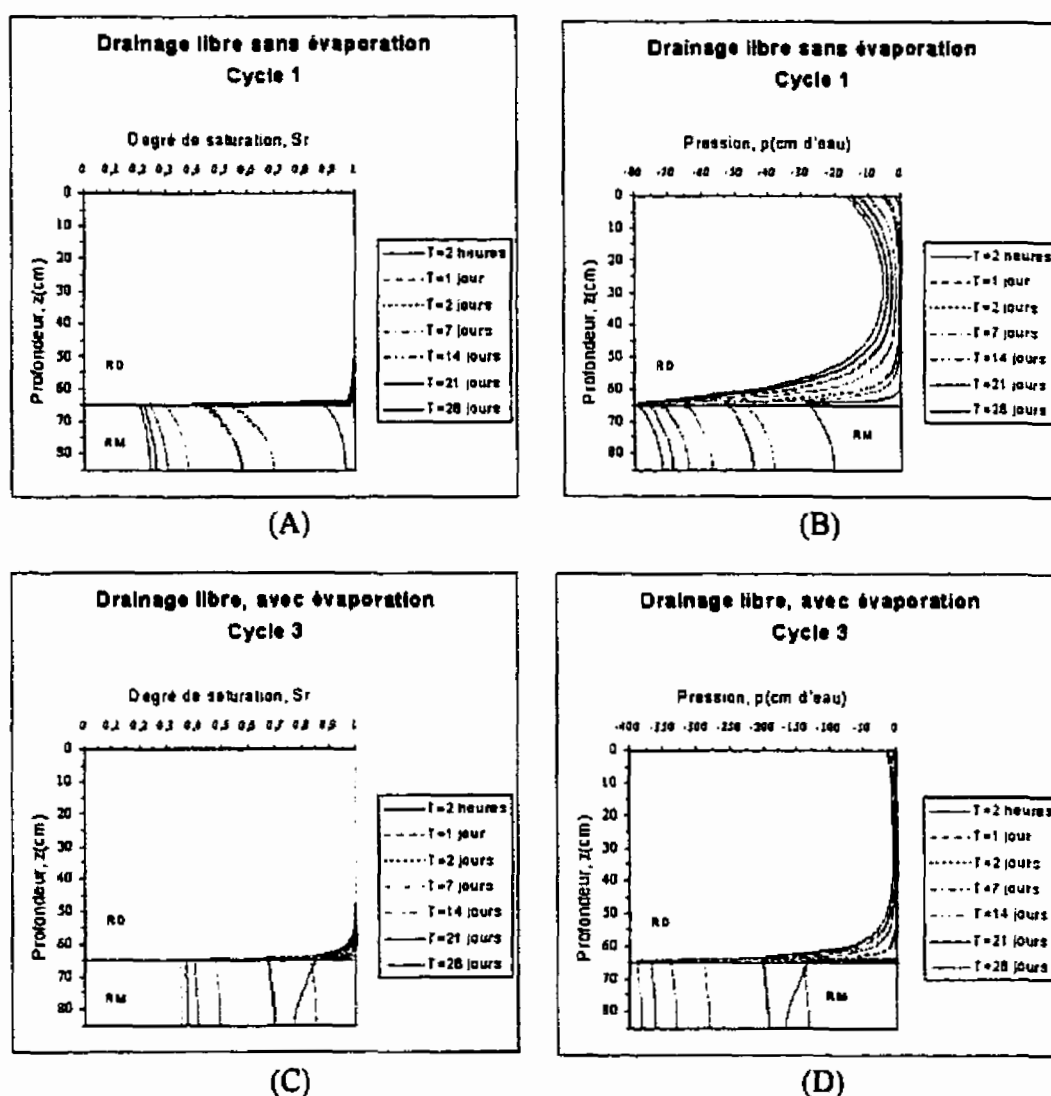 Drainage libre sans évaporation
Cycle 1
Degré de saturation, Sr
0 0,1 0,2 0,3 0,4 0,5 0,6 0,7 0,8 0,9 1
Profondeur, z(cm)
0
10
20
30
40
50
60
70
80
RD
RM
T=2 heures
T=1 jour
T=2 jours
T=7 jours
T=14 jours
T=21 jours
T=28 jours
(A)
Drainage libre sans évaporation
Cycle 1
Pression, p(cm d'eau)
-80 -70 -60 -50 -40 -30 -20 -10 0
Profondeur, z(cm)
0
10
20
30
40
50
60
70
80
RD
RM
T=2 heures
T=1 jour
T=2 jours
T=7 jours
T=14 jours
T=21 jours
T=28 jours
(B)
Drainage libre, avec évaporation
Cycle 3
Degré de saturation, Sr
0 0,1 0,2 0,3 0,4 0,5 0,6 0,7 0,8 0,9 1
Profondeur, z(cm)
0
10
20
30
40
50
60
70
80
RD
RM
T=2 heures
T=1 jour
T=2 jours
T=7 jours
T=14 jours
T=21 jours
T=28 jours
(C)
Drainage libre, avec évaporation
Cycle 3
Pression, p(cm d'eau)
-400 -350 -300 -250 -200 -150 -100 -50 0
Profondeur, z(cm)
0
10
20
30
40
50
60
70
80
RD
RM
T=2 heures
T=1 jour
T=2 jours
T=7 jours
T=14 jours
T=21 jours
T=28 jours
(D)